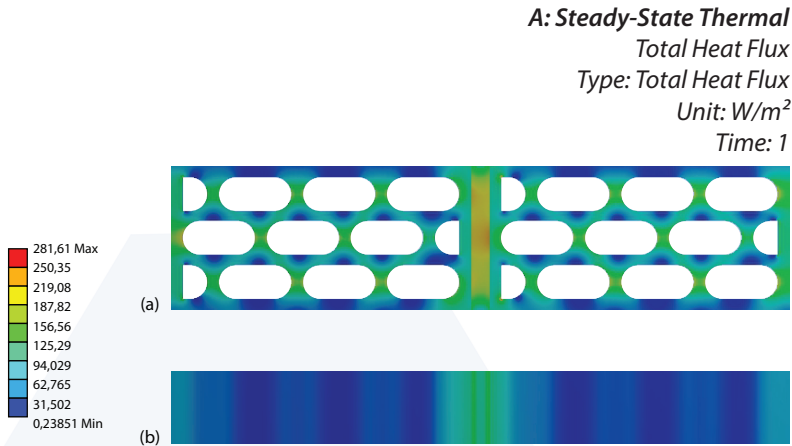 A: Steady-State Thermal
Total Heat Flux
Type: Total Heat Flux
Unit: W/m²
Time: 1
281,61 Max
250,35
219,08
187,82
156,56
125,29
94,029
62,765
31,502
0,23851 Min
(a)
(b)